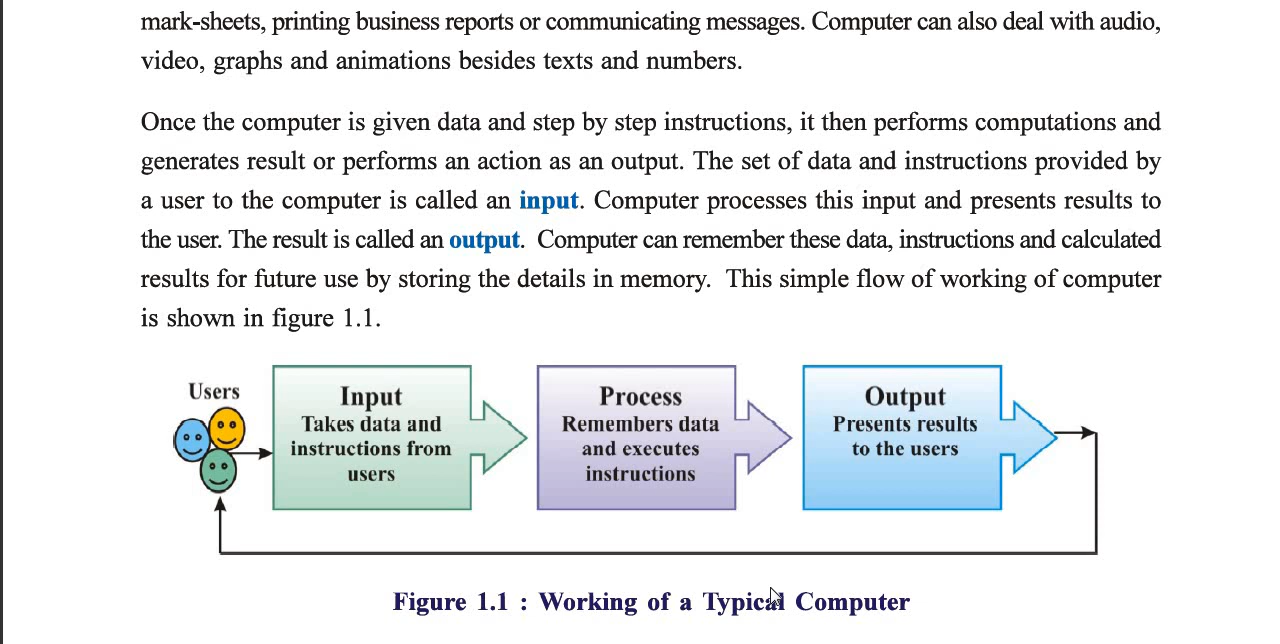 mark-sheets, printing business reports or communicating messages. Computer can also deal with audio,
video, graphs and animations besides texts and numbers.
Once the computer is given data and step by step instructions, it then performs computations and
generates result or performs an action as an output. The set of data and instructions provided by
a user to the computer is called an input. Computer processes this input and presents results to
the user. The result is called an output. Computer can remember these data, instructions and calculated
results for future use by storing the details in memory. This simple flow of working of computer
is shown in figure 1.1.
Users
Input
Takes data and
instructions from
users
Process
Remembers data
and executes
instructions
Output
Presents results
to the users
Figure 1.1 : Working of a Typical Computer